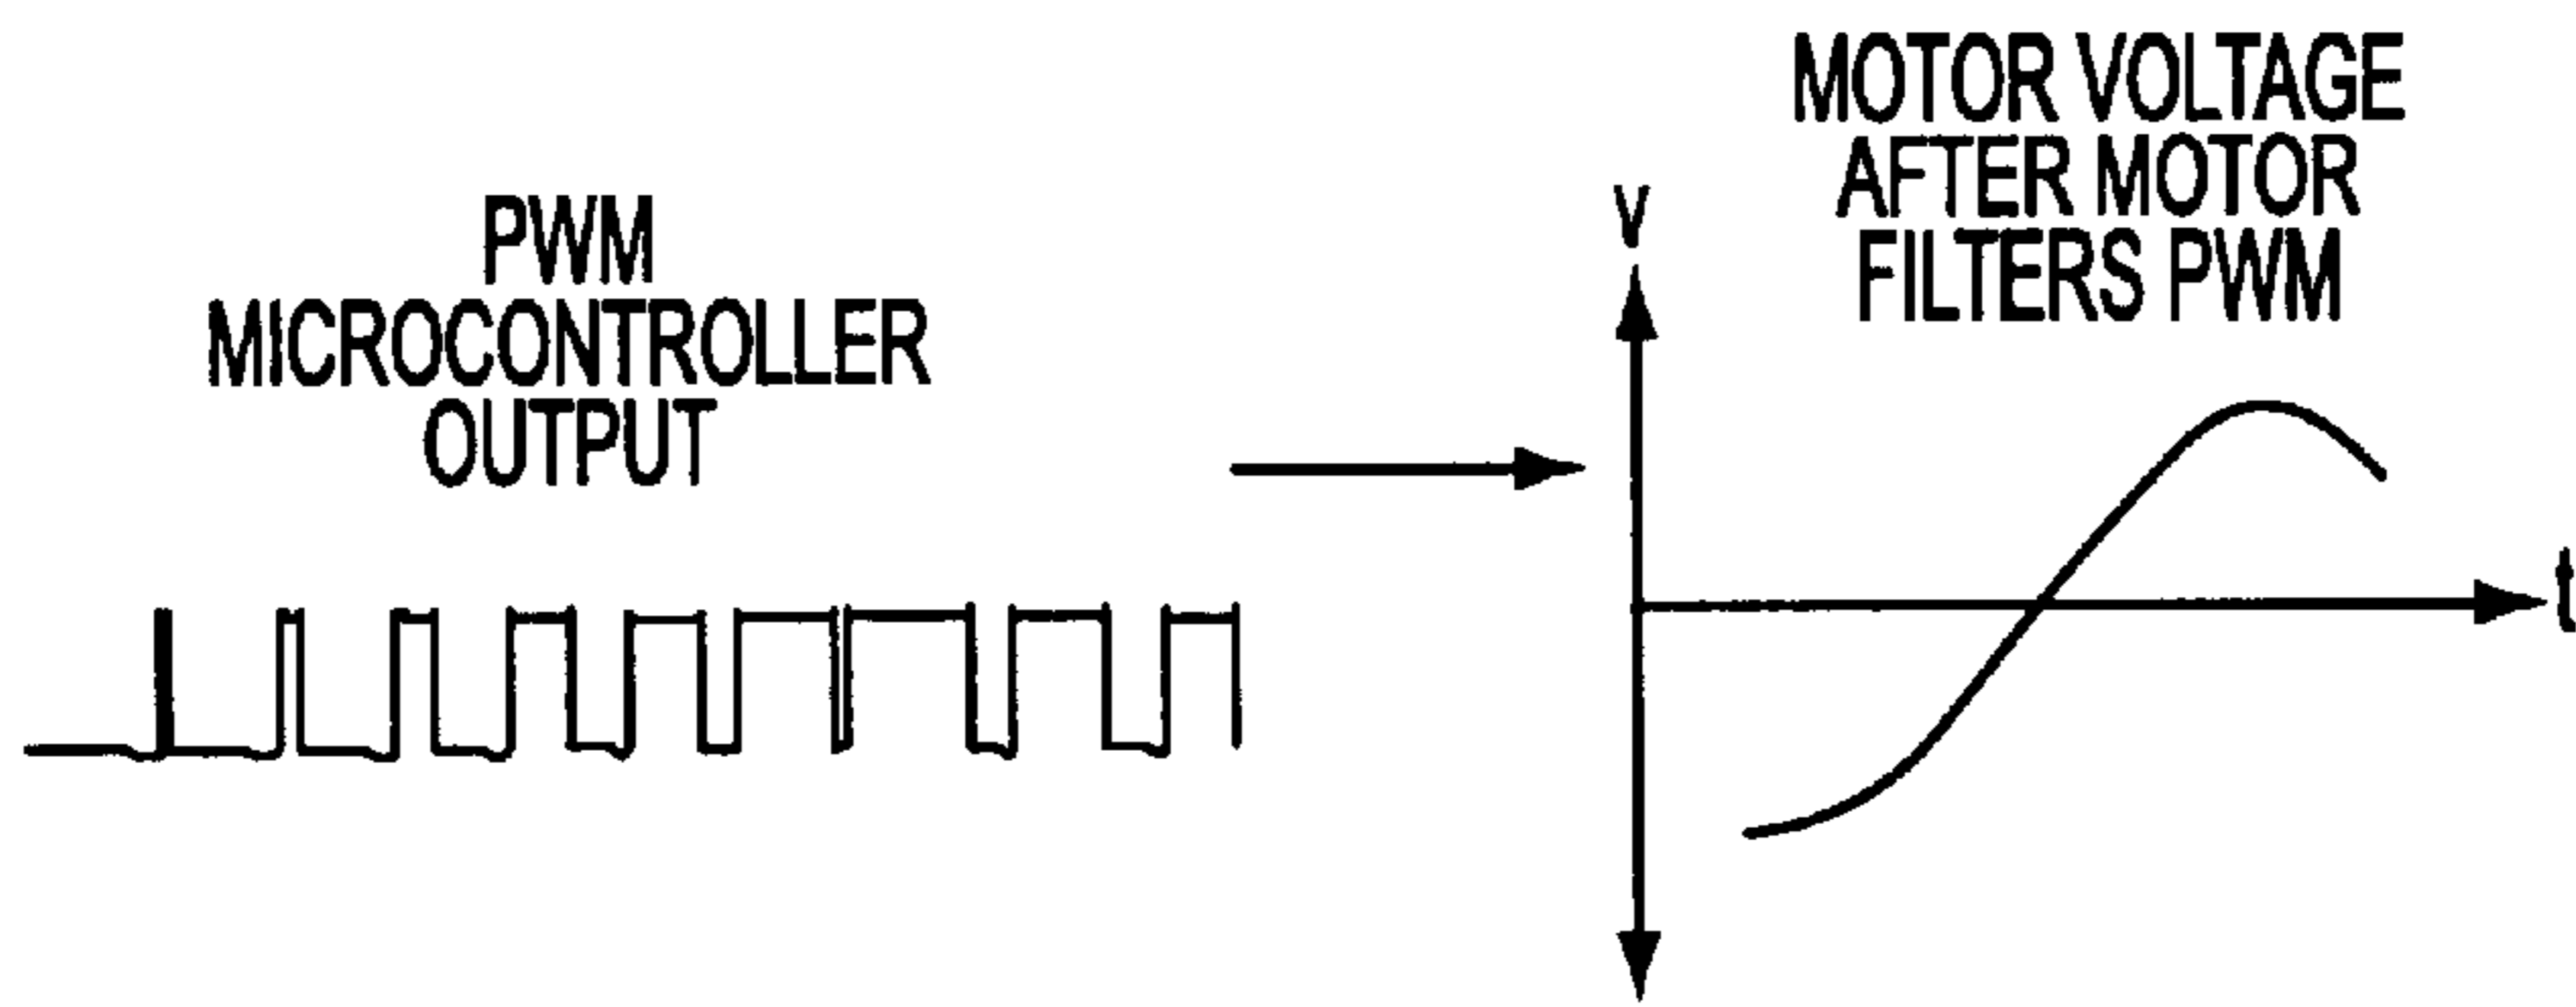 PWM
MICROCONTROLLER
OUTPUT
MOTOR VOLTAGE
AFTER MOTOR
FILTERS PWM
V
t